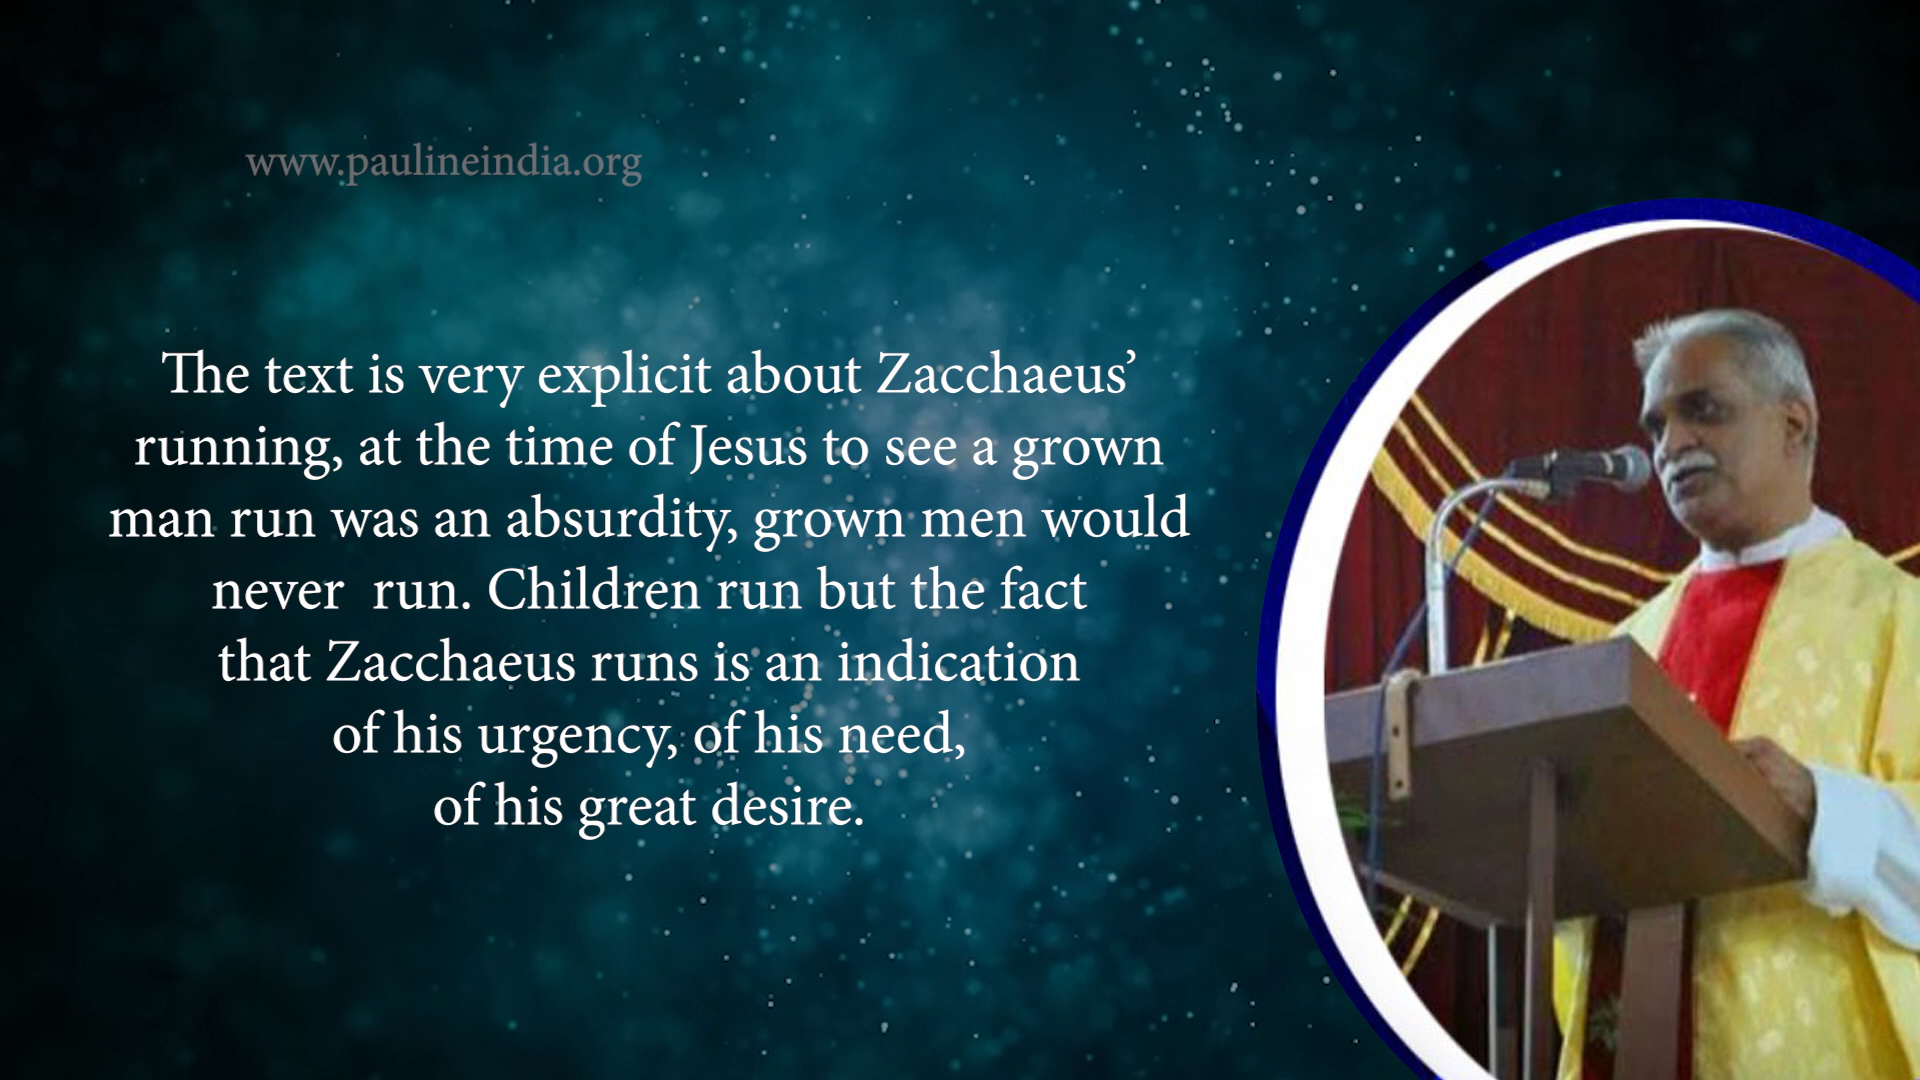 www.paulineindia.org
The text is very explicit about Zacchaeus’
running, at the time of Jesus to see a grown
man run was an absurdity, grown men would
never  run. Children run but the fact
that Zacchaeus runs is an indication
of his urgency, of his need,
of his great desire.